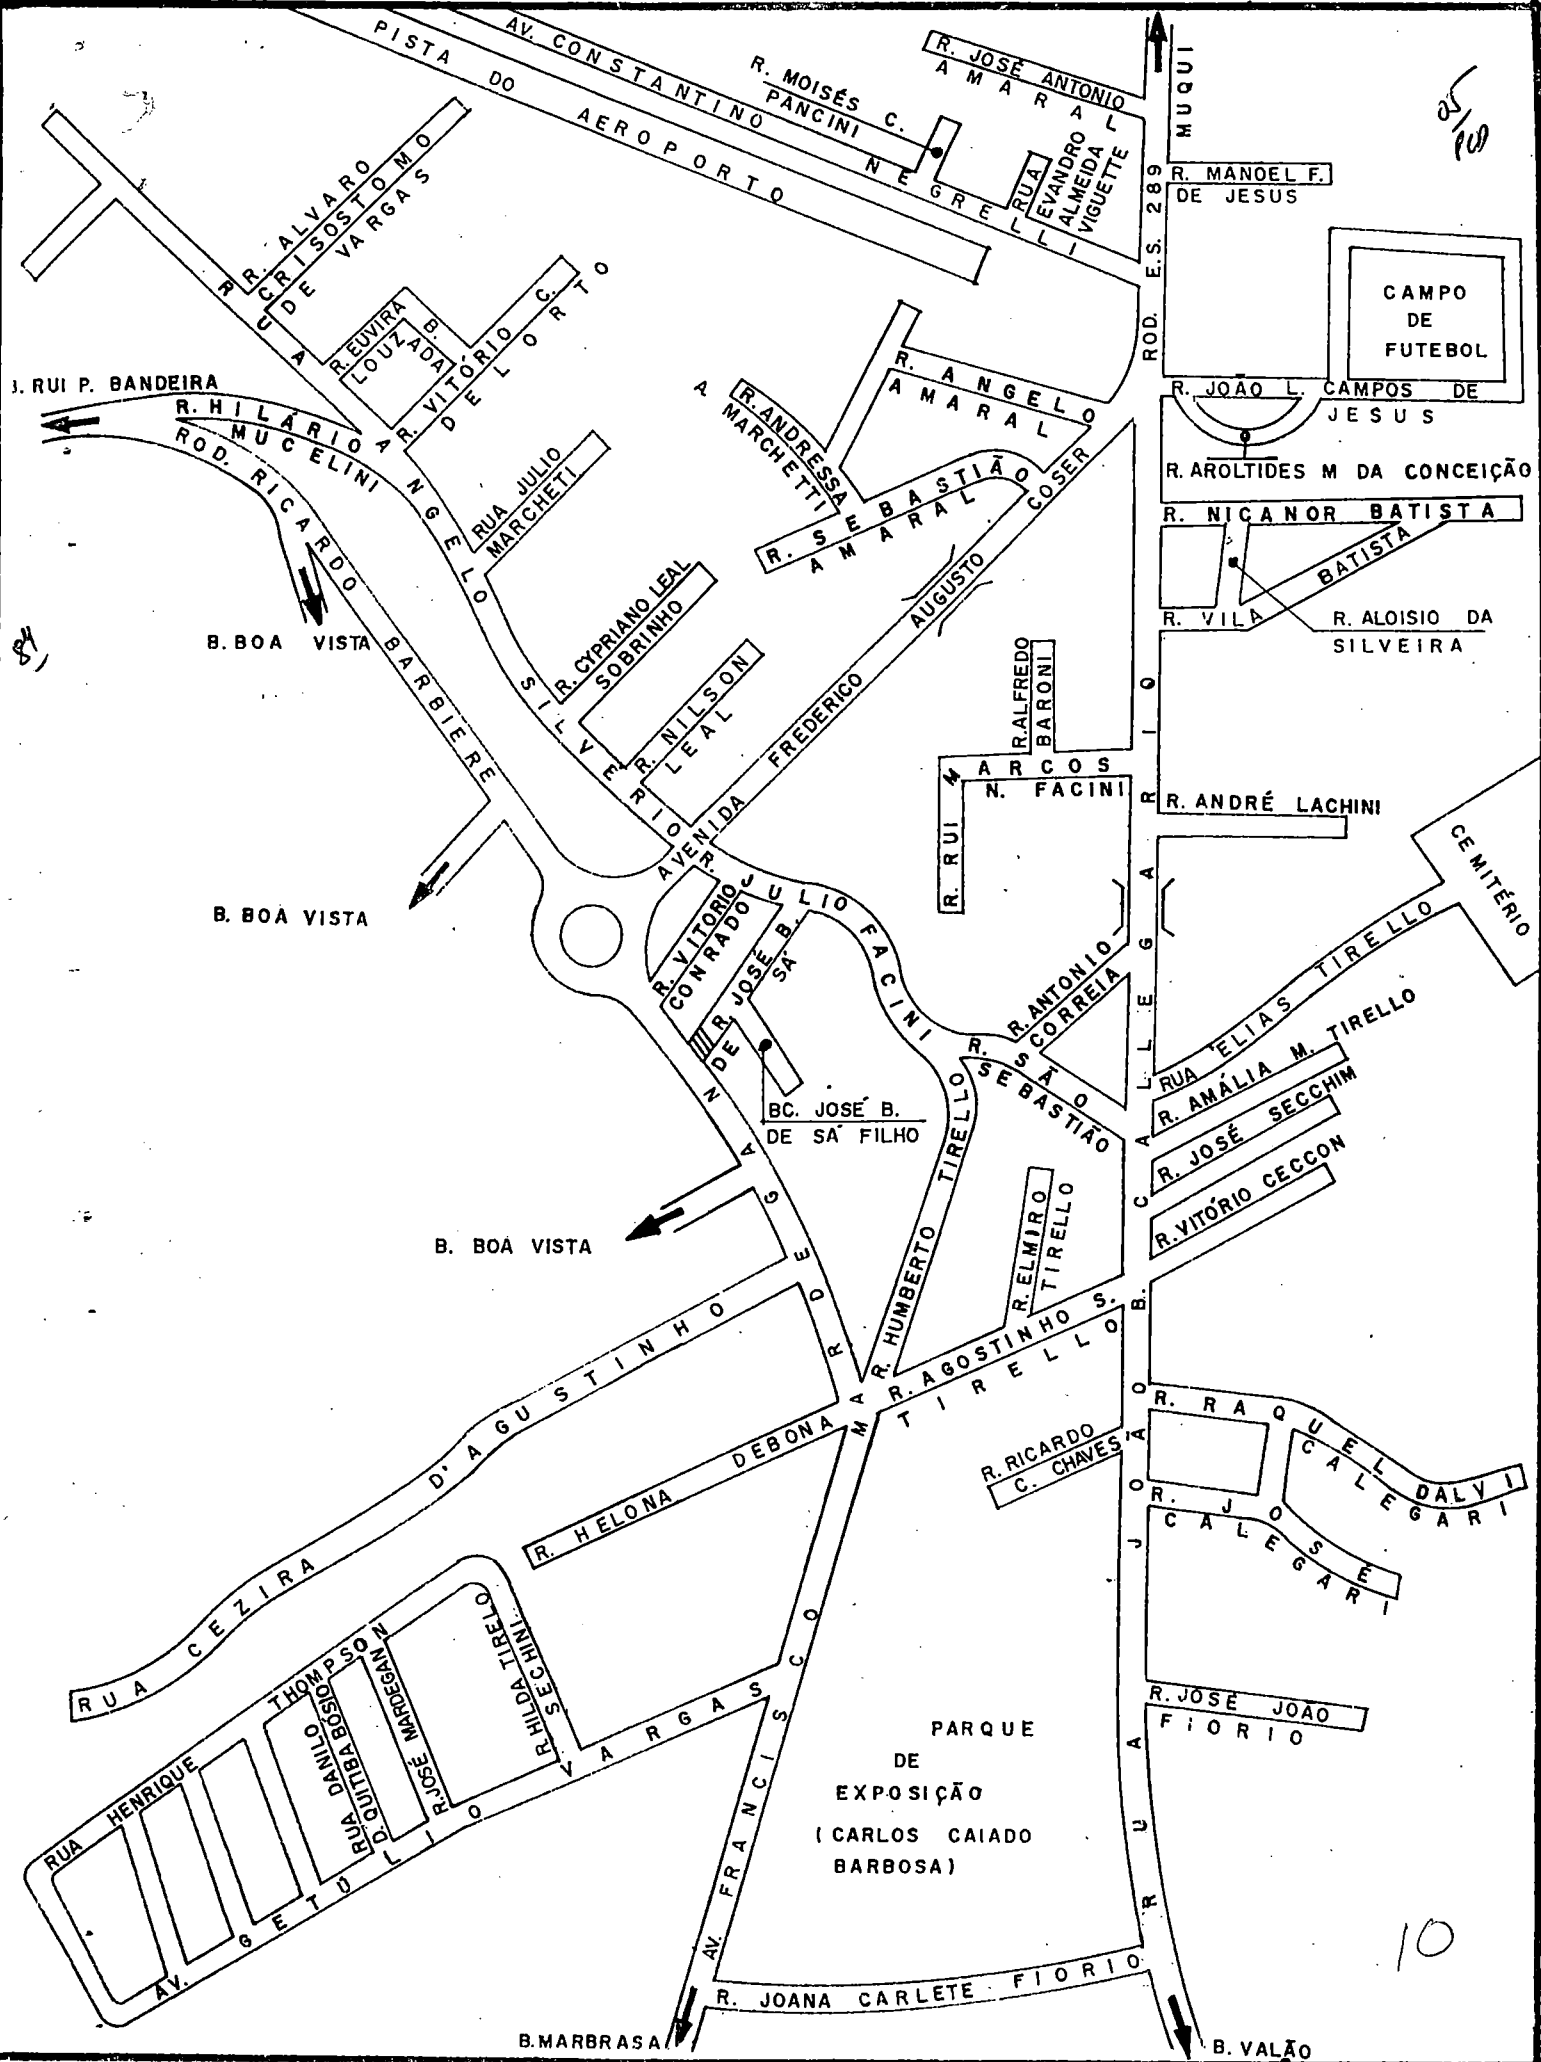 PISTA DO AEROPORTO
AV. CONSTANTINO NEGRELLI
R. MOISÉS C.
PANCINI
R. JOSÉ ANTONIO
AMARAL
RUA
EVANDRO
ALMEIDA
VIGUETTE
MUQUI
ROD. E.S. 289
R. MANOEL F.
DE JESUS
CAMPO
DE
FUTEBOL
R. JOÃO L. CAMPOS DE
JESUS
R. AROLTIDES M DA CONCEIÇÃO
R. NICANOR BATISTA
R. VILA BATISTA
R. ALOISIO DA
SILVEIRA
R. ALVARO
CRISOSTOMO
DE VARGAS
R. EUVIRA B.
LOUZADA
R. VITÓRIO C.
DELORTO
RUI P. BANDEIRA
R. HILÁRIO
MUCELINI
RUA ANGELO SILVERIO
ROD. RICARDO BARBIERE
RUA JULIO
MARCHETI
B. BOA VISTA
R. CYPRIANO LEAL
SOBRINHO
R. NILSON
LEAL
R. ANGELO
AMARAL
R. ANDRESSA
A. MARCHETTI
R. SEBASTIÃO
AMARAL
AVENIDA FREDERICO AUGUSTO COSER
R. ALFREDO
BARONI
R. RUI MARCOS
N. FACINI
R. ANDRÉ LACHINI
CEMITÉRIO
B. BOA VISTA
R. VITORIO
CONRADO
R. JULIO FACINI
R. JOSÉ B.
DE SÁ
BC. JOSÉ B.
DE SÁ FILHO
R. ANTONIO
CORREIA
R. SÃO
SEBASTIÃO
RUA ELIAS TIRELLO
R. AMÁLIA M. TIRELLO
R. JOSÉ SECCHIM
R. VITÓRIO CECCON
B. BOA VISTA
R. HUMBERTO TIRELLO
R. ELMIRO
TIRELLO
R. AGOSTINHO S.
TIRELLO
RUA JOÃO B. CALLEGARIO
AV. FRANCISCO MARDEGAN
RUA CEZIRA D'AGUSTINHO
R. HELONA DEBONA
R. RICARDO
C. CHAVES
R. RAQUEL DALVI
CALEGARI
R. JOSÉ
CALEGARI
R. JOSÉ JOÃO
FIORIO
RUA HENRIQUE THOMPSON
RUA DANILO
D. QUITIBA BOSIO
R. JOSÉ MARDEGAN
R. HILDA TIRELO
SECHINI
AV. GETÚLIO VARGAS
PARQUE
DE
EXPOSIÇÃO
(CARLOS CAIADO
BARBOSA)
R. JOANA CARLETE FIORIO
B. MARBRASA
B. VALÃO
84
10